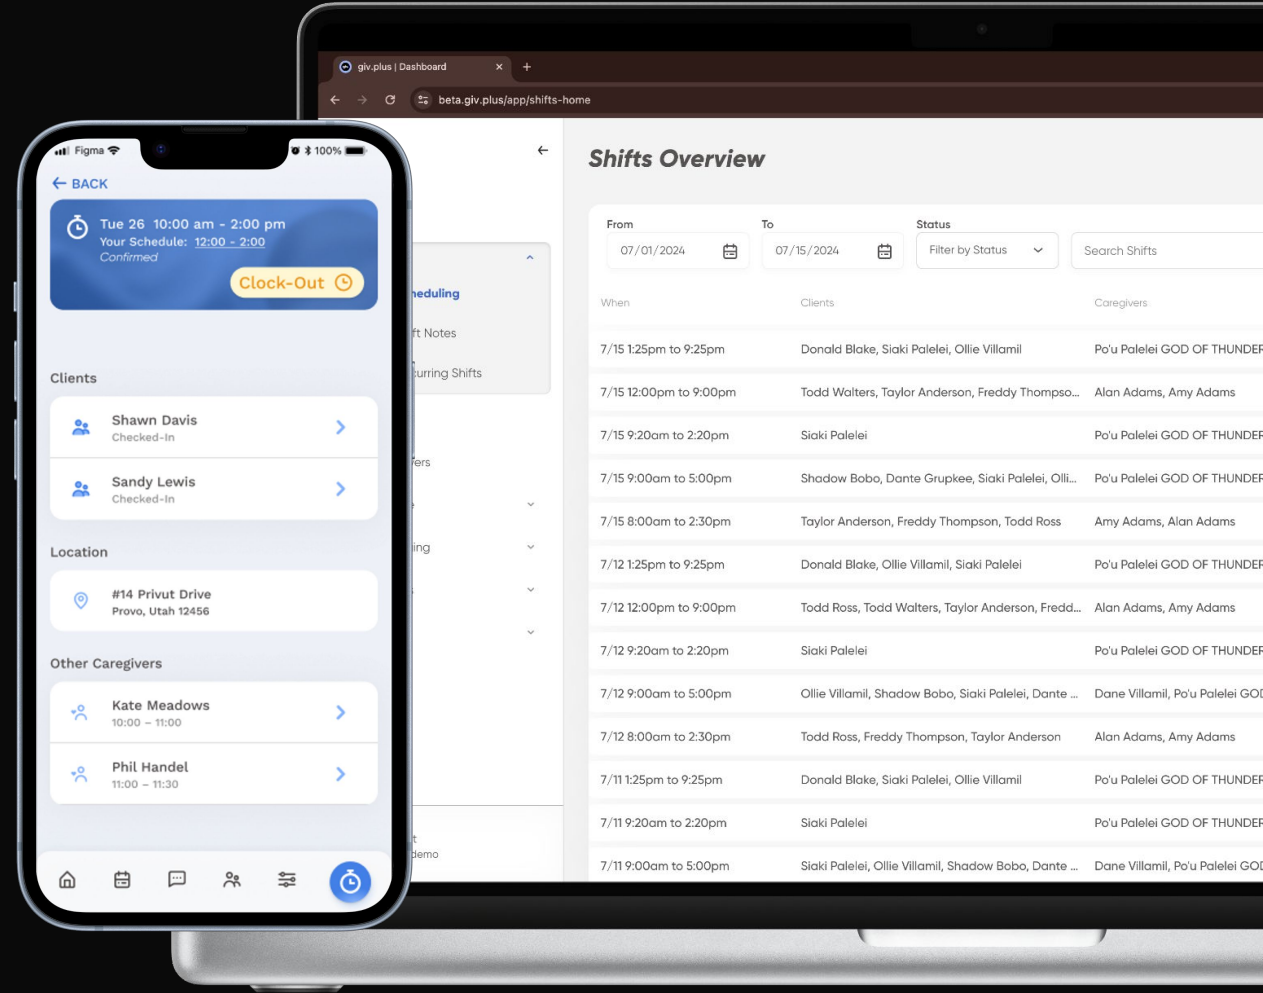 giv.plus | Dashboard
beta.giv.plus/app/shifts-home
Figma
100%
BACK
Tue 26 10:00 am - 2:00 pm
Your Schedule: 12:00 - 2:00
Confirmed
Clock-Out
Clients
Shawn Davis
Checked-In
Sandy Lewis
Checked-In
Location
#14 Privut Drive
Provo, Utah 12456
Other Caregivers
Kate Meadows
10:00 – 11:00
Phil Handel
11:00 – 11:30
heduling
ft Notes
curring Shifts
ers
ing
t
demo
Shifts Overview
From To Status
07/01/2024 07/15/2024 Filter by Status Search Shifts
When Clients Caregivers
7/15 1:25pm to 9:25pm Donald Blake, Siaki Palelei, Ollie Villamil Po'u Palelei GOD OF THUNDER
7/15 12:00pm to 9:00pm Todd Walters, Taylor Anderson, Freddy Thompso... Alan Adams, Amy Adams
7/15 9:20am to 2:20pm Siaki Palelei Po'u Palelei GOD OF THUNDER
7/15 9:00am to 5:00pm Shadow Bobo, Dante Grupkee, Siaki Palelei, Olli... Po'u Palelei GOD OF THUNDER
7/15 8:00am to 2:30pm Taylor Anderson, Freddy Thompson, Todd Ross Amy Adams, Alan Adams
7/12 1:25pm to 9:25pm Donald Blake, Ollie Villamil, Siaki Palelei Po'u Palelei GOD OF THUNDER
7/12 12:00pm to 9:00pm Todd Ross, Todd Walters, Taylor Anderson, Fredd... Alan Adams, Amy Adams
7/12 9:20am to 2:20pm Siaki Palelei Po'u Palelei GOD OF THUNDER
7/12 9:00am to 5:00pm Ollie Villamil, Shadow Bobo, Siaki Palelei, Dante ... Dane Villamil, Po'u Palelei GOD
7/12 8:00am to 2:30pm Todd Ross, Freddy Thompson, Taylor Anderson Alan Adams, Amy Adams
7/11 1:25pm to 9:25pm Donald Blake, Siaki Palelei, Ollie Villamil Po'u Palelei GOD OF THUNDER
7/11 9:20am to 2:20pm Siaki Palelei Po'u Palelei GOD OF THUNDER
7/11 9:00am to 5:00pm Siaki Palelei, Ollie Villamil, Shadow Bobo, Dante ... Dane Villamil, Po'u Palelei GOD